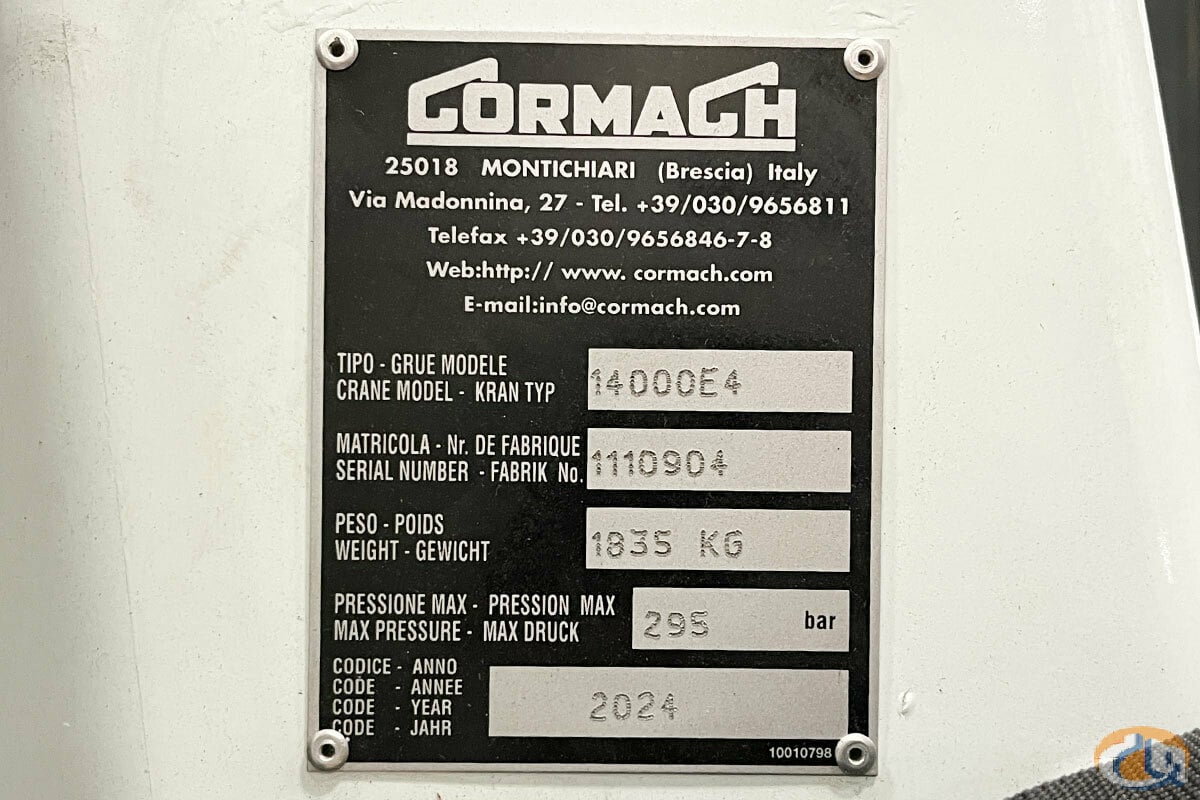 CORMACH
25018 MONTICHIARI (Brescia) Italy
Via Madonnina, 27 - Tel. +39/030/9656811
Telefax +39/030/9656846-7-8
Web:http:// www. cormach.com
E-mail:info@cormach.com
TIPO - GRUE MODELE
CRANE MODEL - KRAN TYP
14000E4
MATRICOLA - Nr. DE FABRIQUE
SERIAL NUMBER - FABRIK No.
1110904
PESO - POIDS
WEIGHT - GEWICHT
1835 KG
PRESSIONE MAX - PRESSION MAX
MAX PRESSURE - MAX DRUCK
295 bar
CODICE - ANNO
CODE - ANNEE
CODE - YEAR
CODE - JAHR
2024
10010798